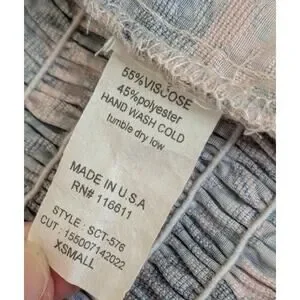 55%VISCOSE
45%polyester
HAND WASH COLD
tumble dry low
MADE IN U.S.A
RN# 116611
STYLE : SCT-576
CUT : 155007142022
XSMALL